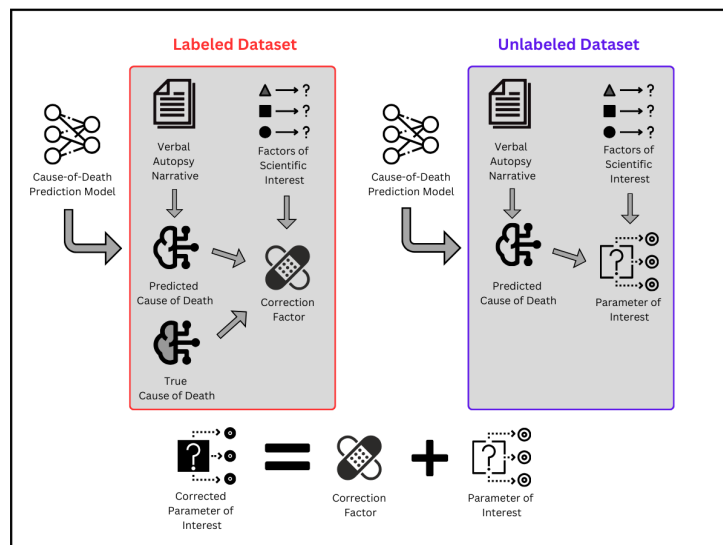 Labeled Dataset
Unlabeled Dataset
Cause-of-Death
Prediction Model
Verbal
Autopsy
Narrative
?
?
?
Factors of
Scientific
Interest
Predicted
Cause of Death
Correction
Factor
True
Cause of Death
Cause-of-Death
Prediction Model
Verbal
Autopsy
Narrative
?
?
?
Factors of
Scientific
Interest
Predicted
Cause of Death
?
Parameter of
Interest
?
=
+
?
Corrected
Parameter of
Interest
Correction
Factor
Parameter of
Interest